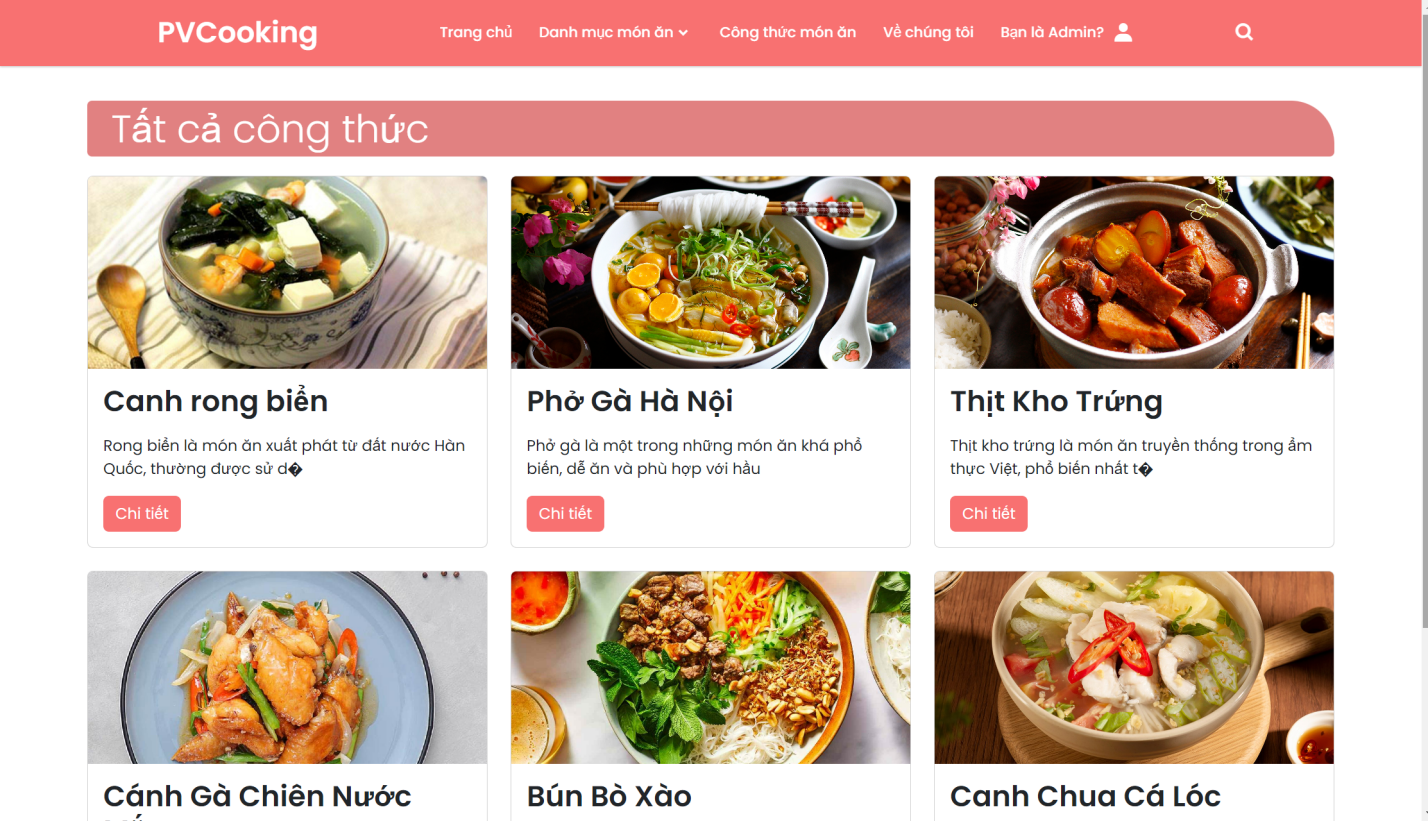 PVCooking
Trang chủ
Danh mục món ăn
Công thức món ăn
Về chúng tôi
Bạn là Admin?
Tất cả công thức
Canh rong biển
Rong biển là món ăn xuất phát từ đất nước Hàn
Quốc, thường được sử d�
Chi tiết
Phở Gà Hà Nội
Phở gà là một trong những món ăn khá phổ
biến, dễ ăn và phù hợp với hầu
Chi tiết
Thịt Kho Trứng
Thịt kho trứng là món ăn truyền thống trong ẩm
thực Việt, phổ biến nhất t�
Chi tiết
Cánh Gà Chiên Nước
Bún Bò Xào
Canh Chua Cá Lóc